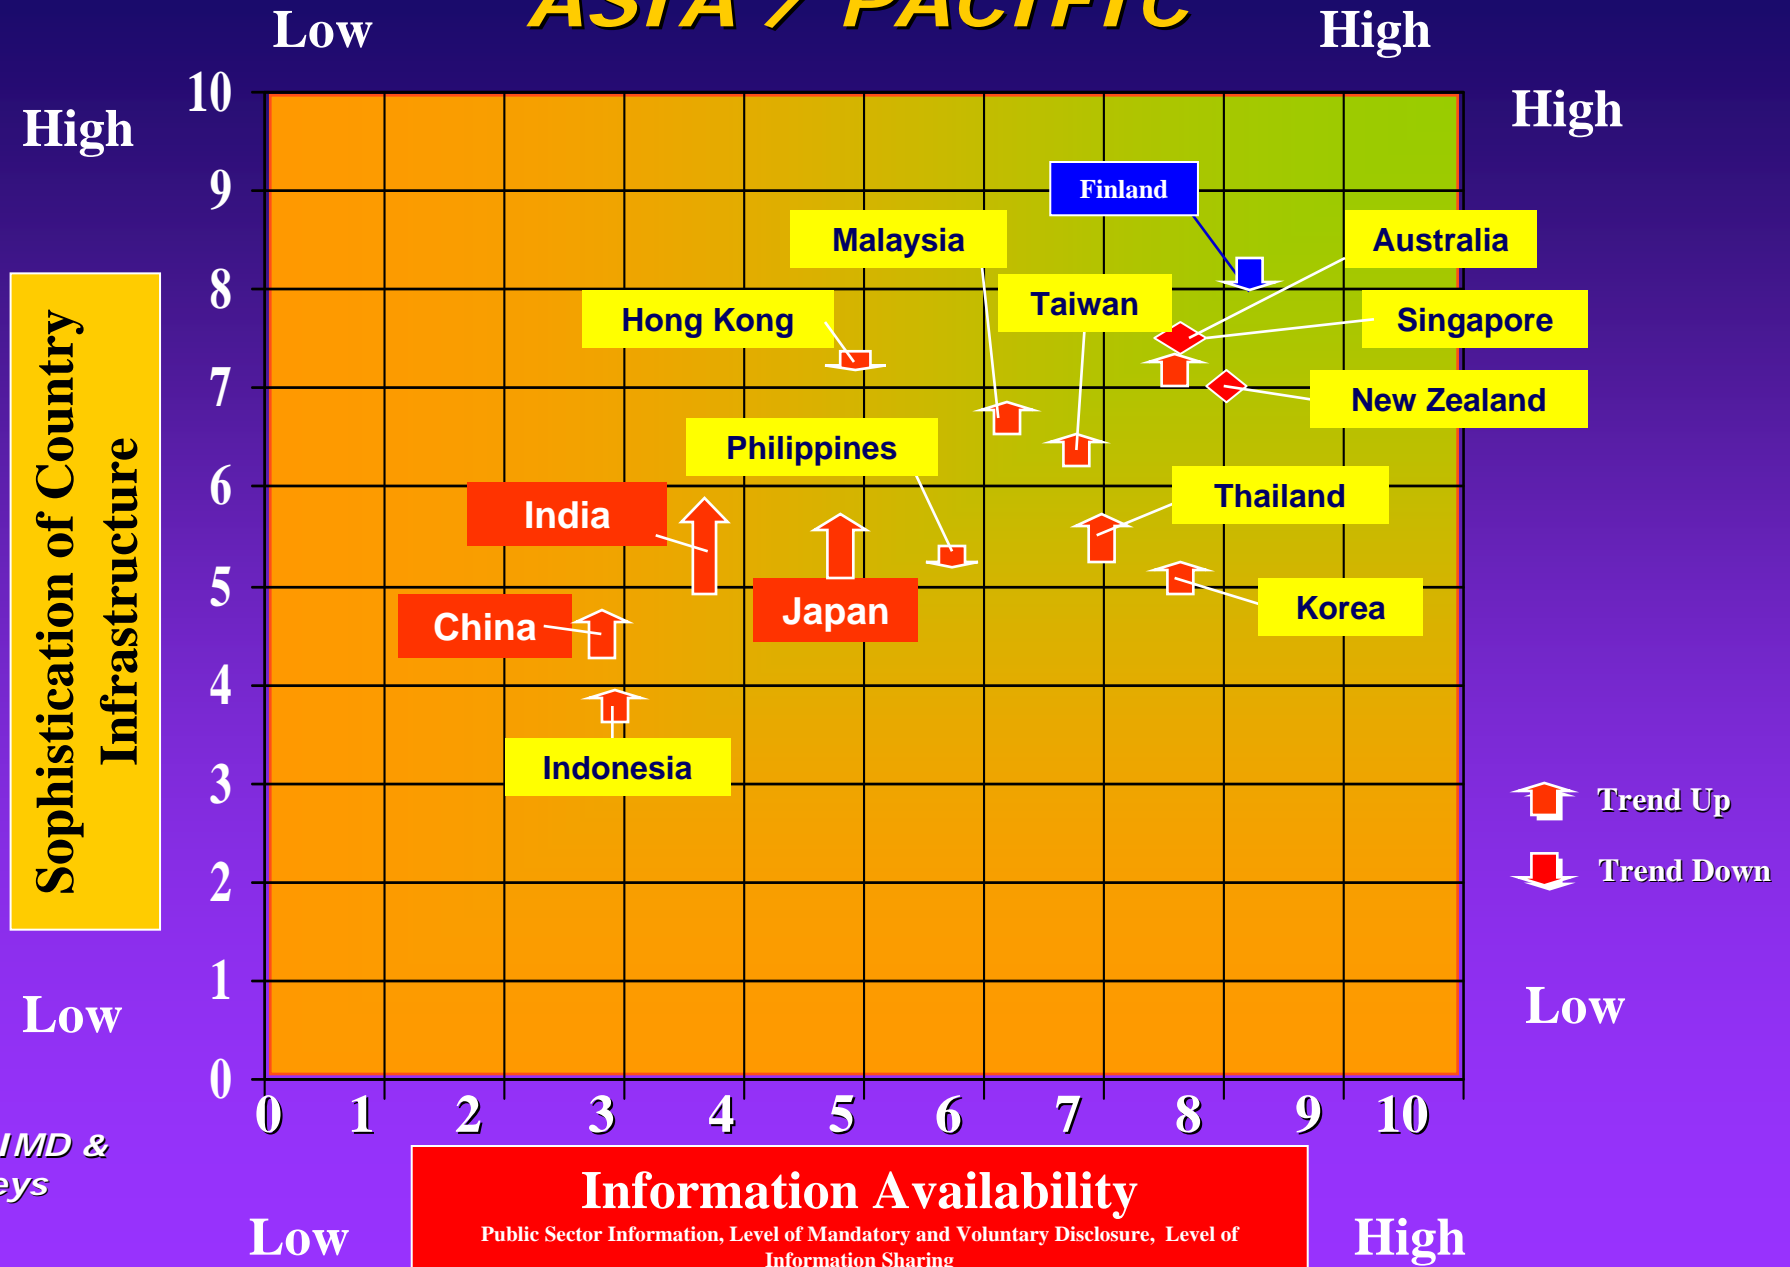 ASIA / PACIFIC
Low
High
10
High
High
9
Finland
Malaysia
Australia
8
Taiwan
Hong Kong
Singapore
7
New Zealand
Philippines
6
Thailand
India
5
Japan
Korea
China
4
Indonesia
3
Trend Up
2
Trend Down
Sophistication of Country
Infrastructure
1
Low
Low
0
0 1 2 3 4 5 6 7 8 9 10
IMD &
eys
Information Availability
Low
High
Public Sector Information, Level of Mandatory and Voluntary Disclosure, Level of
Information Sharing